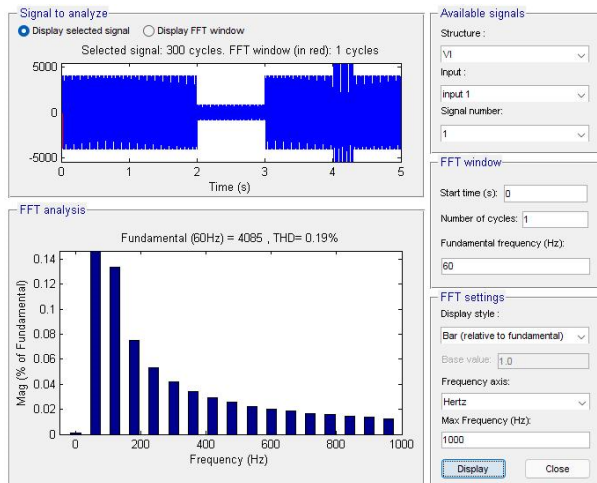 Signal to analyze
Display selected signal
Display FFT window
Selected signal: 300 cycles. FFT window (in red): 1 cycles
5000
0
-5000
0 1 2 3 4 5
Time (s)
FFT analysis
Fundamental (60Hz) = 4085 , THD= 0.19%
0.14
0.12
0.1
0.08
0.06
0.04
0.02
0
Mag (% of Fundamental)
0 200 400 600 800 1000
Frequency (Hz)
Available signals
Structure :
VI
Input :
input 1
Signal number:
1
FFT window
Start time (s): 0
Number of cycles: 1
Fundamental frequency (Hz):
60
FFT settings
Display style :
Bar (relative to fundamental)
Base value: 1.0
Frequency axis:
Hertz
Max Frequency (Hz):
1000
Display
Close